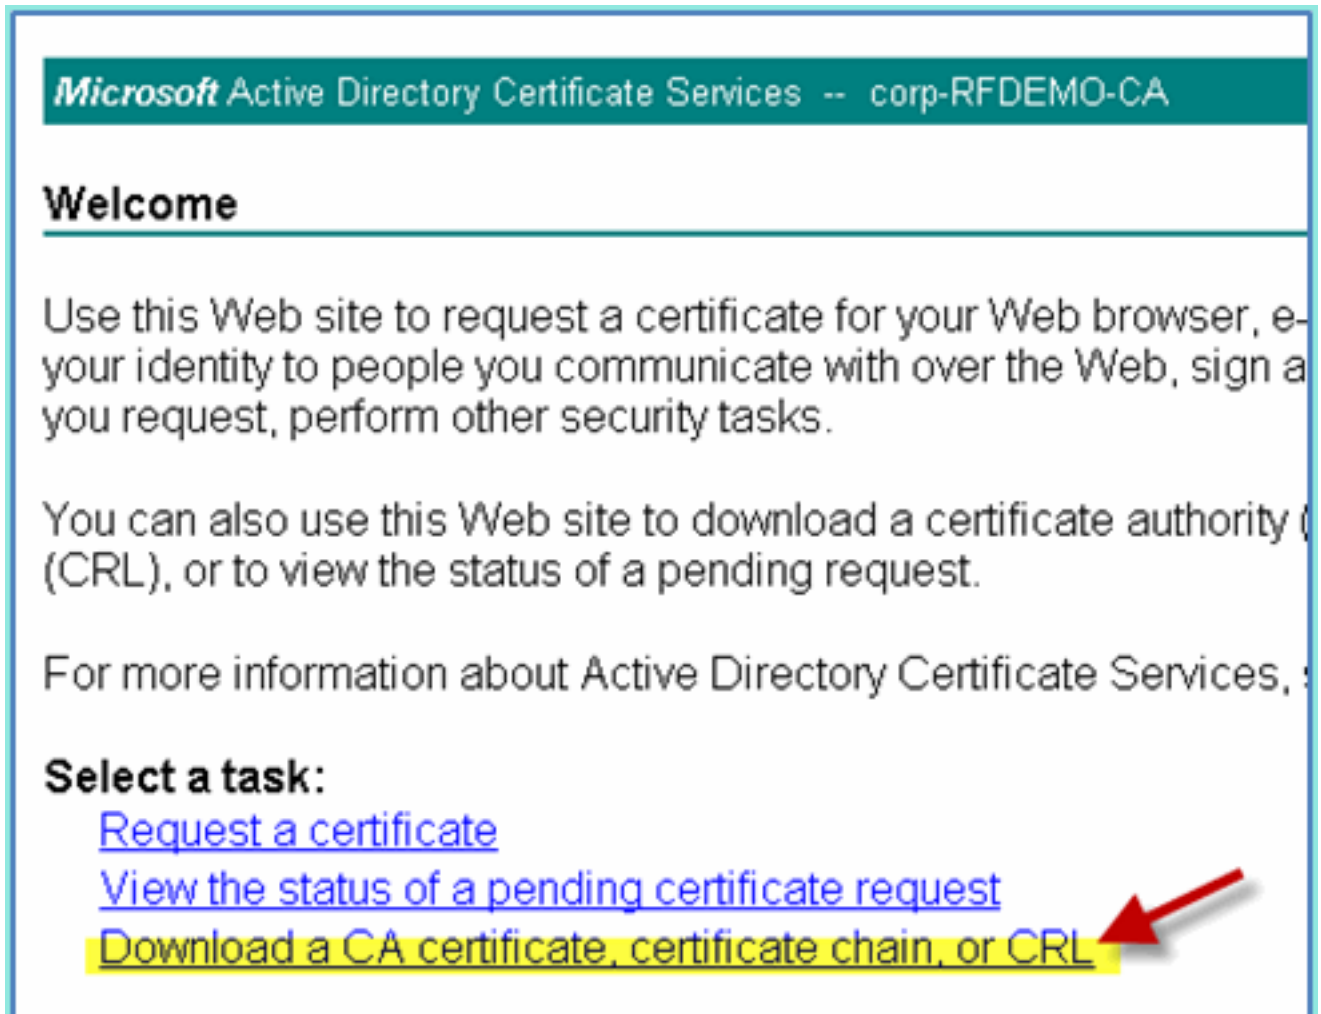 Microsoft Active Directory Certificate Services -- corp-RFDEMO-CA
Welcome
Use this Web site to request a certificate for your Web browser, e-
your identity to people you communicate with over the Web, sign a
you request, perform other security tasks.
You can also use this Web site to download a certificate authority (
(CRL), or to view the status of a pending request.
For more information about Active Directory Certificate Services,
Select a task:
Request a certificate
View the status of a pending certificate request
Download a CA certificate, certificate chain, or CRL